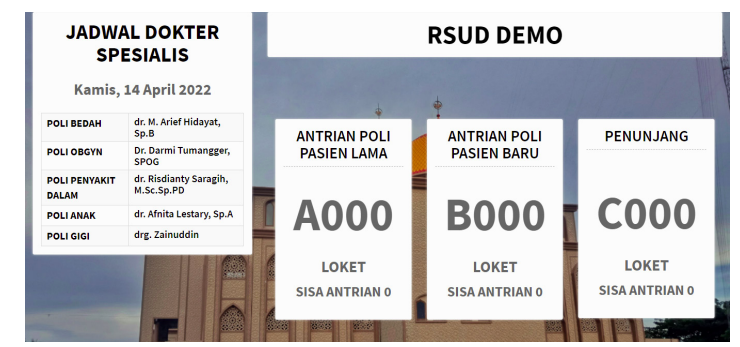 JADWAL DOKTER
SPESIALIS
Kamis, 14 April 2022
POLI BEDAH
dr. M. Arief Hidayat,
Sp.B
POLI OBGYN
Dr. Darmi Tumangger,
SPOG
POLI PENYAKIT
DALAM
dr. Risdianty Saragih,
M.Sc.Sp.PD
POLI ANAK
dr. Afnita Lestary, Sp.A
POLI GIGI
drg. Zainuddin
RSUD DEMO
ANTRIAN POLI
PASIEN LAMA
A000
LOKET
SISA ANTRIAN 0
ANTRIAN POLI
PASIEN BARU
B000
LOKET
SISA ANTRIAN 0
PENUNJANG
C000
LOKET
SISA ANTRIAN 0